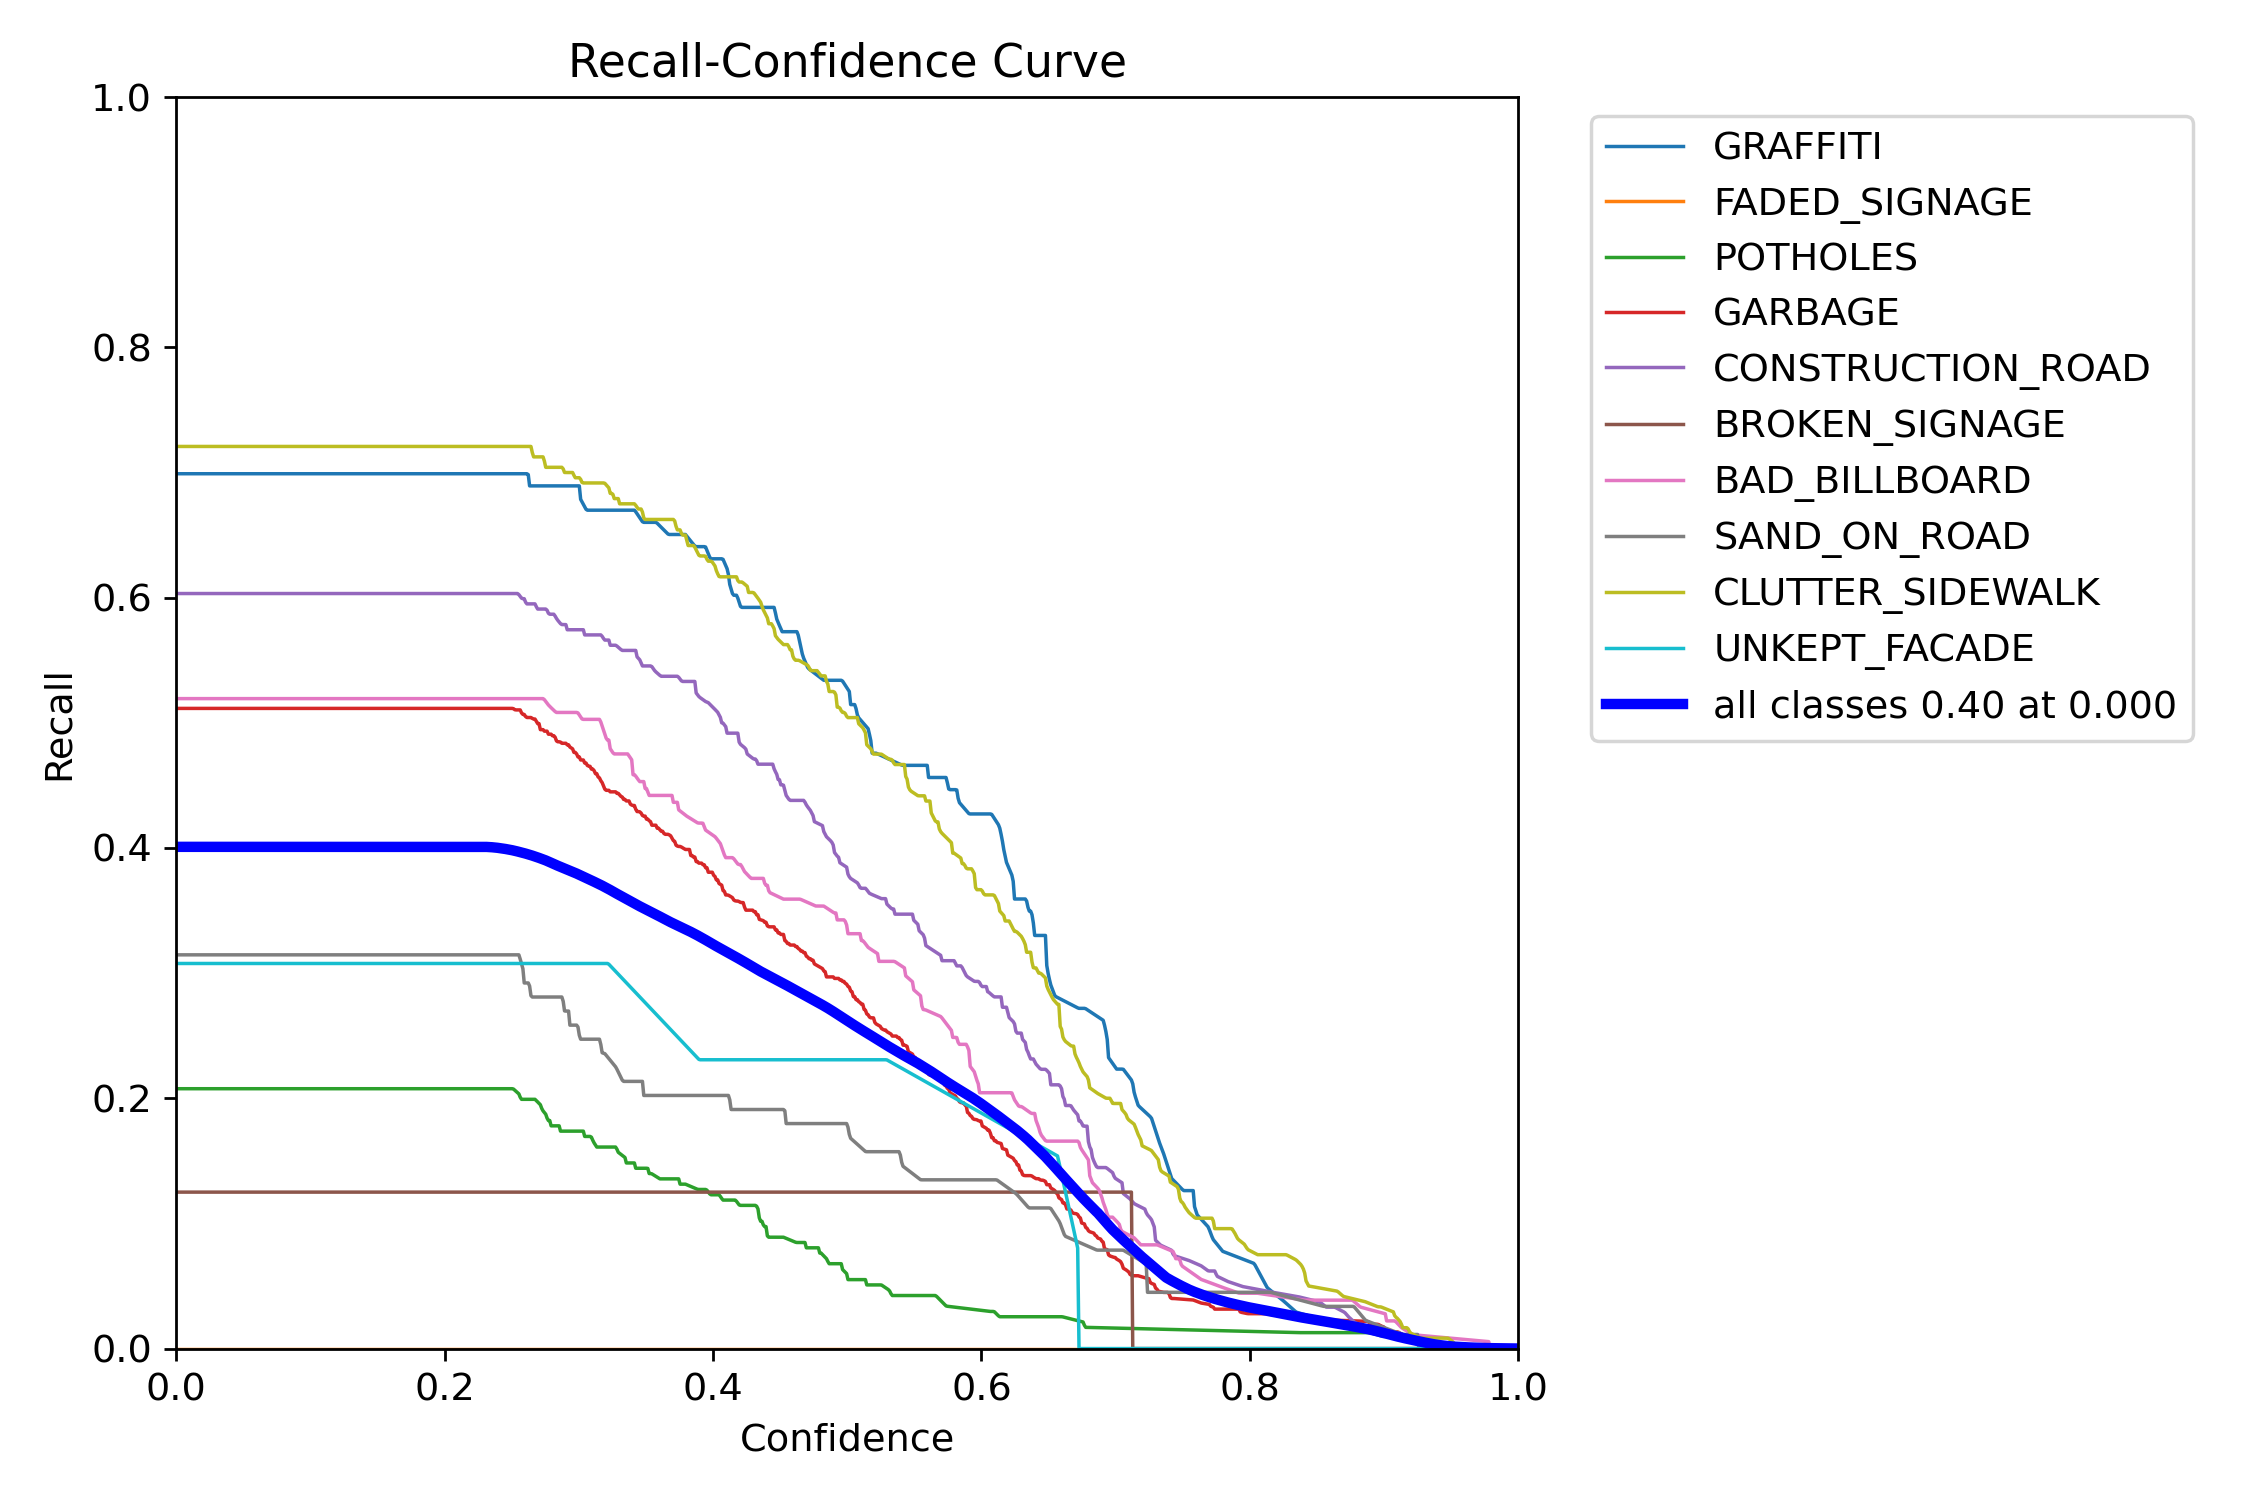 Recall-Confidence Curve
1.0
0.8
0.6
0.4
0.2
0.0
Recall
0.0 0.2 0.4 0.6 0.8 1.0
Confidence
GRAFFITI
FADED_SIGNAGE
POTHOLES
GARBAGE
CONSTRUCTION_ROAD
BROKEN_SIGNAGE
BAD_BILLBOARD
SAND_ON_ROAD
CLUTTER_SIDEWALK
UNKEPT_FACADE
all classes 0.40 at 0.000